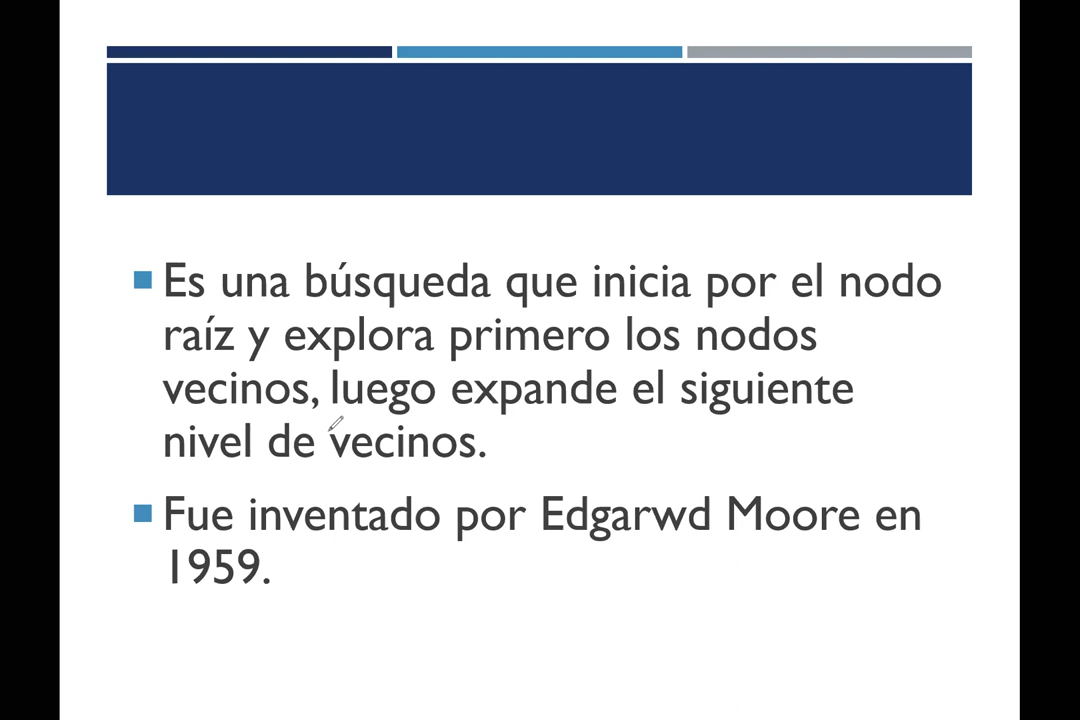 Es una búsqueda que inicia por el nodo
raíz y explora primero los nodos
vecinos, luego expande el siguiente
nivel de vecinos.
Fue inventado por Edgarwd Moore en
1959.